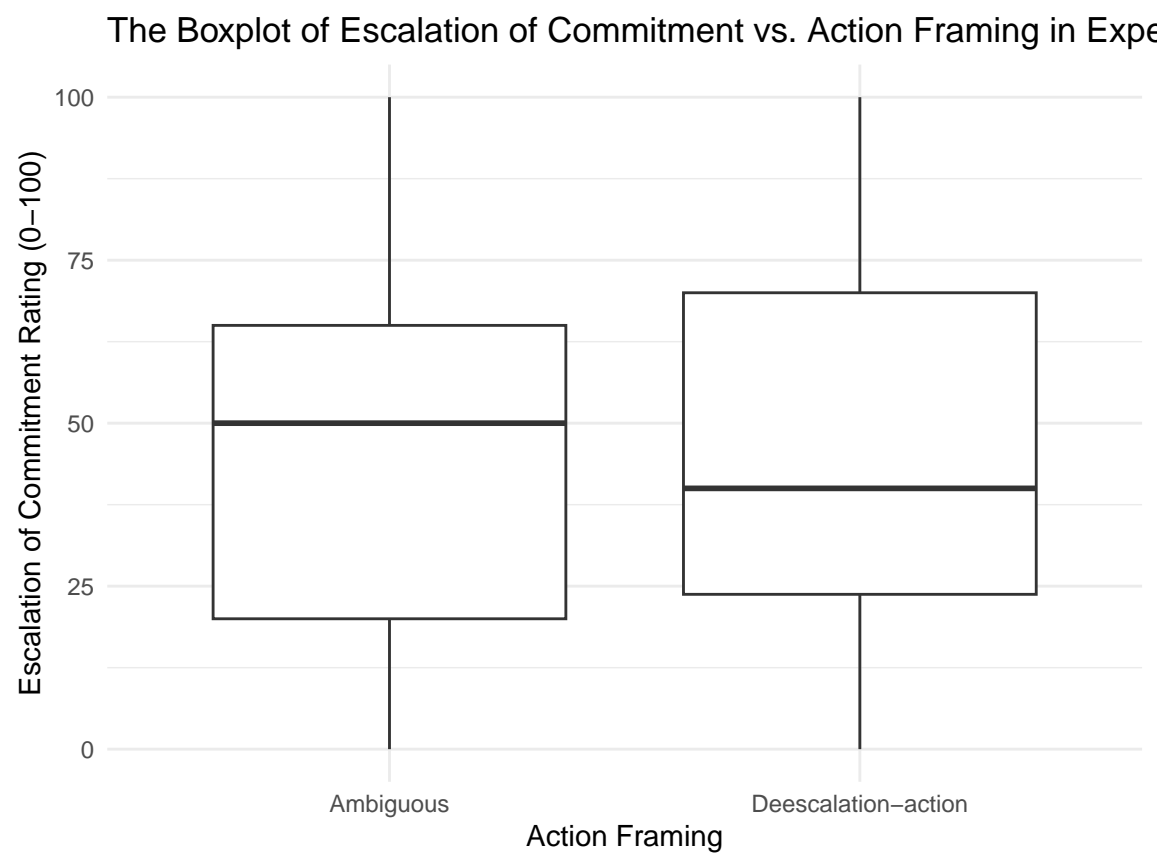 The Boxplot of Escalation of Commitment vs. Action Framing in Expe
Escalation of Commitment Rating (0−100)
100
75
50
25
0
Ambiguous
Deescalation−action
Action Framing